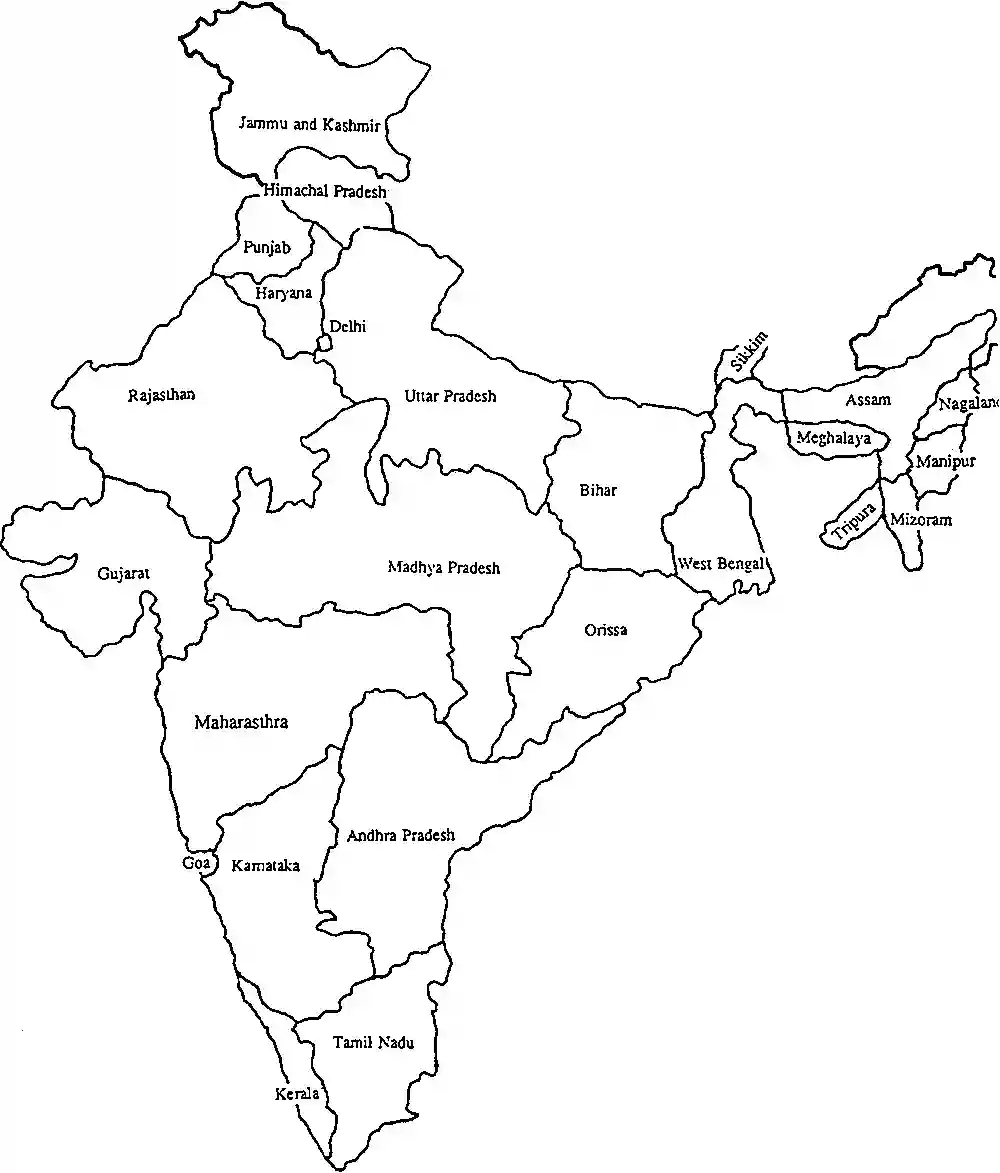 Jammu and Kashmir
Himachal Pradesh
Punjab
Haryana
Delhi
Sikkim
Rajasthan
Uttar Pradesh
Assam
Nagaland
Meghalaya
Manipur
Bihar
Tripura
Mizoram
Gujarat
Madhya Pradesh
West Bengal
Orissa
Maharasthra
Andhra Pradesh
Goa
Karnataka
Tamil Nadu
Kerala